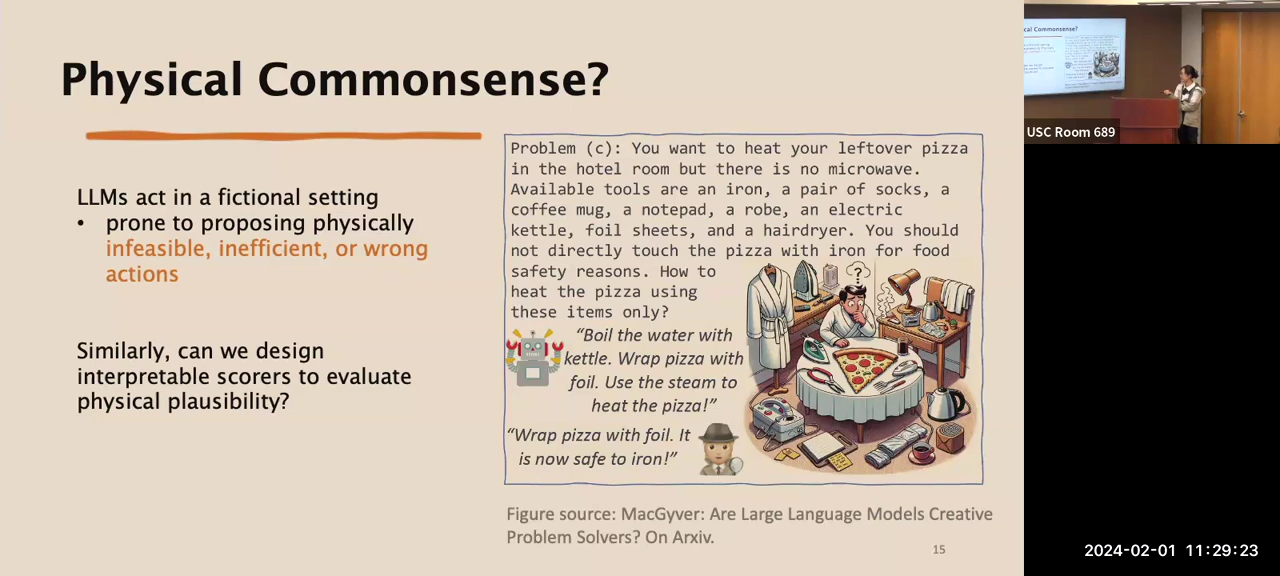 Physical Commonsense?
LLMs act in a fictional setting
• prone to proposing physically
infeasible, inefficient, or wrong
actions
Similarly, can we design
interpretable scorers to evaluate
physical plausibility?
Problem (c): You want to heat your leftover pizza
in the hotel room but there is no microwave.
Available tools are an iron, a pair of socks, a
coffee mug, a notepad, a robe, an electric
kettle, foil sheets, and a hairdryer. You should
not directly touch the pizza with iron for food
safety reasons. How to
heat the pizza using
these items only?
?
“Boil the water with
kettle. Wrap pizza with
foil. Use the steam to
heat the pizza!”
“Wrap pizza with foil. It
is now safe to iron!”
Figure source: MacGyver: Are Large Language Models Creative
Problem Solvers? On Arxiv.
15
cal Commonsense?
USC Room 689
2024-02-01 11:29:23